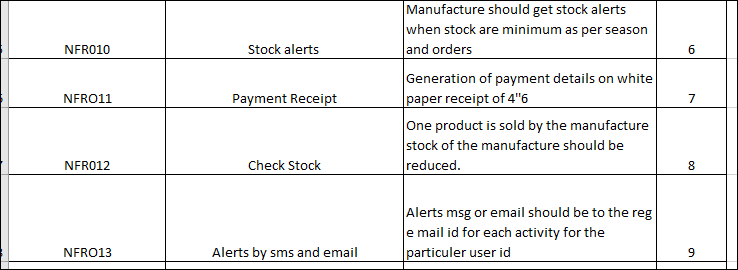 Manufacture should get stock alerts
when stock are minimum as per season
NFR010 Stock alerts and orders 6
Generation of payment details on white
NFRO11 Payment Receipt paper receipt of 4"6 7
One product is sold by the manufacture
stock of the manufacture should be
NFR012 Check Stock reduced. 8
Alerts msg or email should be to the reg
e mail id for each activity for the
NFRO13 Alerts by sms and email particuler user id 9